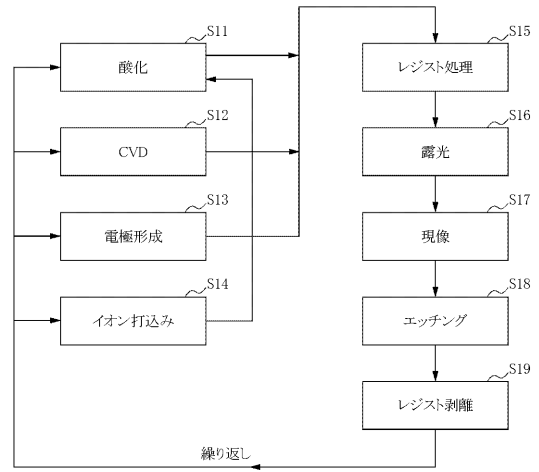 S11
酸化
S12
CVD
S13
電極形成
S14
イオン打込み
S15
レジスト処理
S16
露光
S17
現像
S18
エッチング
S19
レジスト剥離
繰り返し